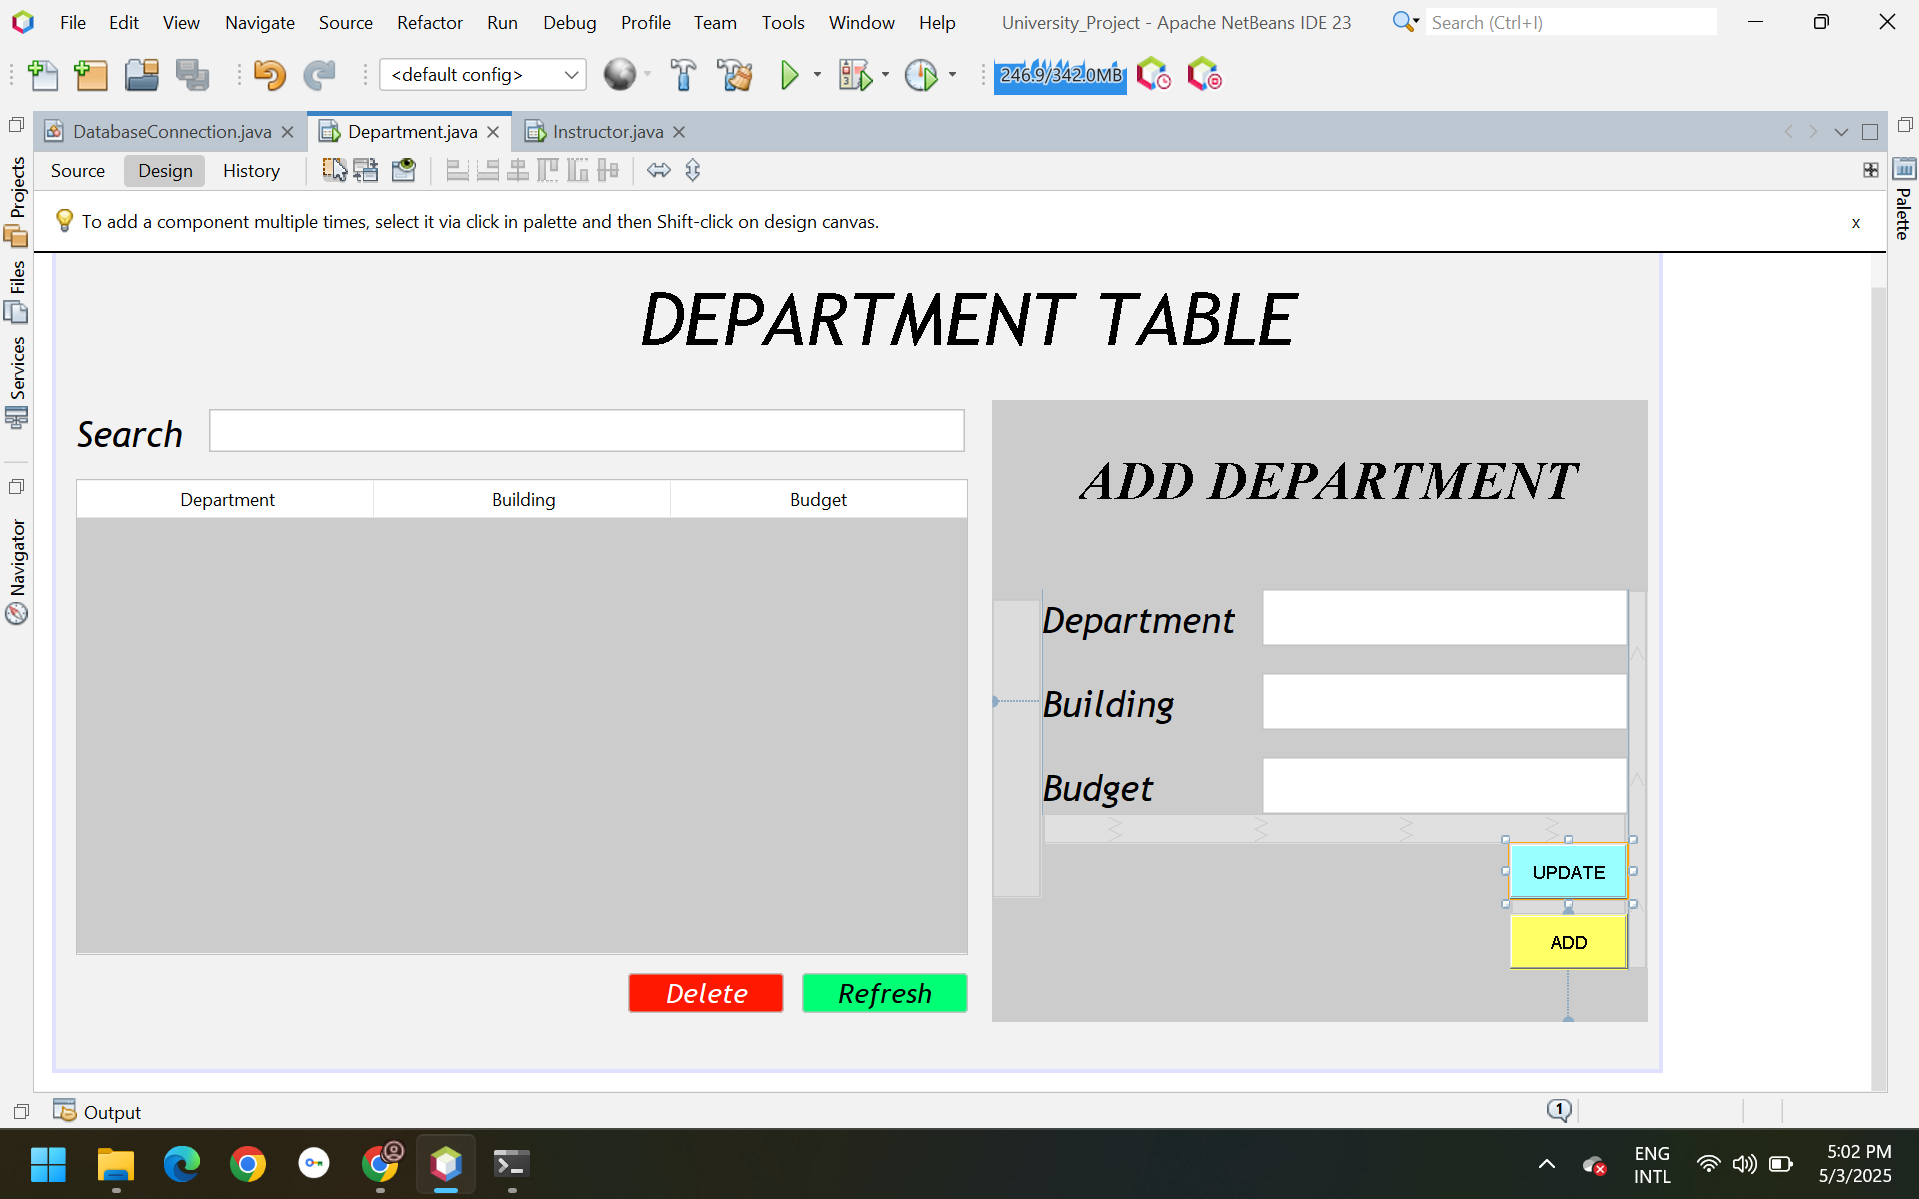 File Edit View Navigate Source Refactor Run Debug Profile Team Tools Window Help University_Project - Apache NetBeans IDE 23 Search (Ctrl+I)
<default config> 246.9/342.0MB
DatabaseConnection.java Department.java Instructor.java
Source Design History
To add a component multiple times, select it via click in palette and then Shift-click on design canvas. x
Projects
Files
Services
Navigator
Palette
DEPARTMENT TABLE
Search
Department Building Budget
Delete Refresh
ADD DEPARTMENT
Department
Building
Budget
UPDATE
ADD
Output 1
ENG
INTL
5:02 PM
5/3/2025